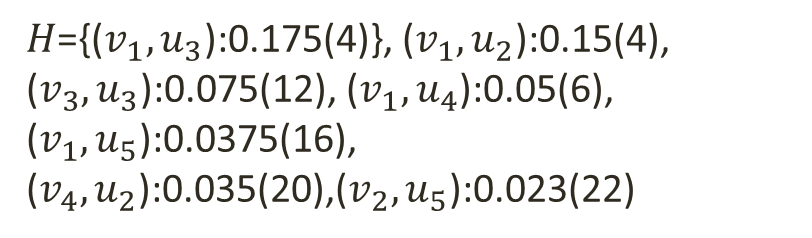 H={(v₁,u₃):0.175(4)}, (v₁,u₂):0.15(4),
(v₃,u₃):0.075(12), (v₁,u₄):0.05(6),
(v₁,u₅):0.0375(16),
(v₄,u₂):0.035(20),(v₂,u₅):0.023(22)